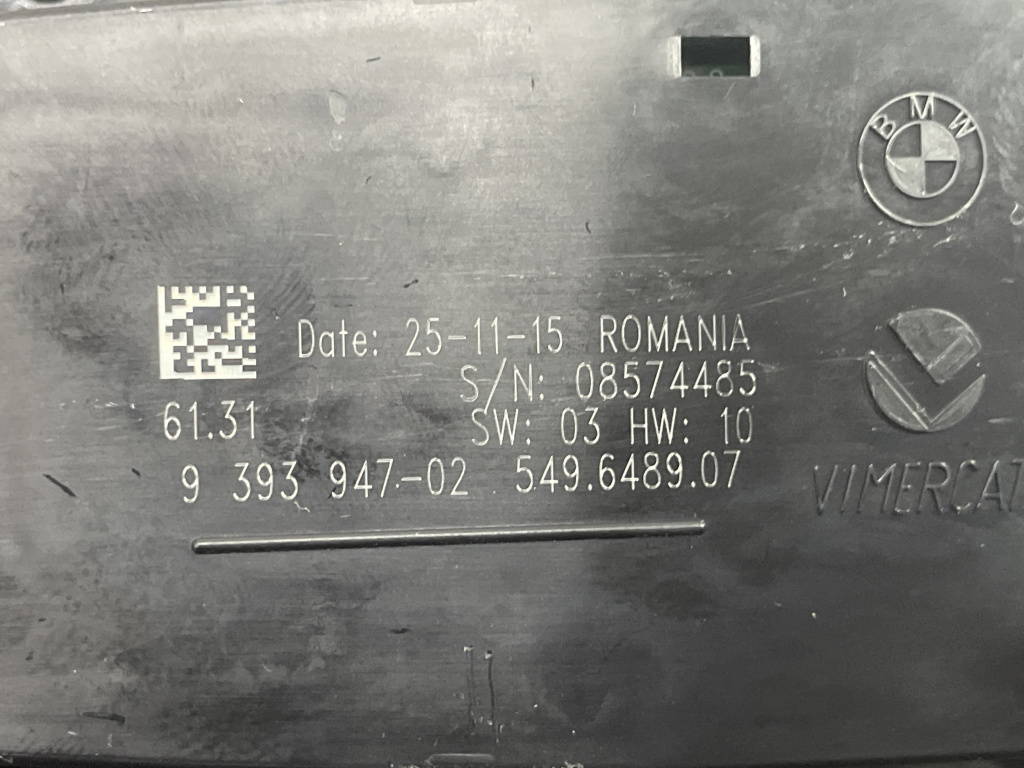 BMW
Date: 25-11-15 ROMANIA
S/N: 08574485
61.31 SW: 03 HW: 10
9 393 947-02 549.6489.07
VIMERCAT